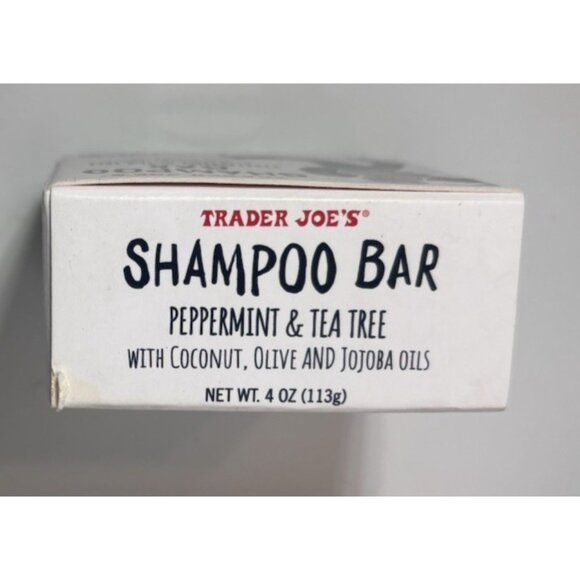 TRADER JOE'S®
SHAMPOO BAR
PEPPERMINT & TEA TREE
WITH COCONUT, OLIVE AND JOJOBA OILS
NET WT. 4 OZ (113g)